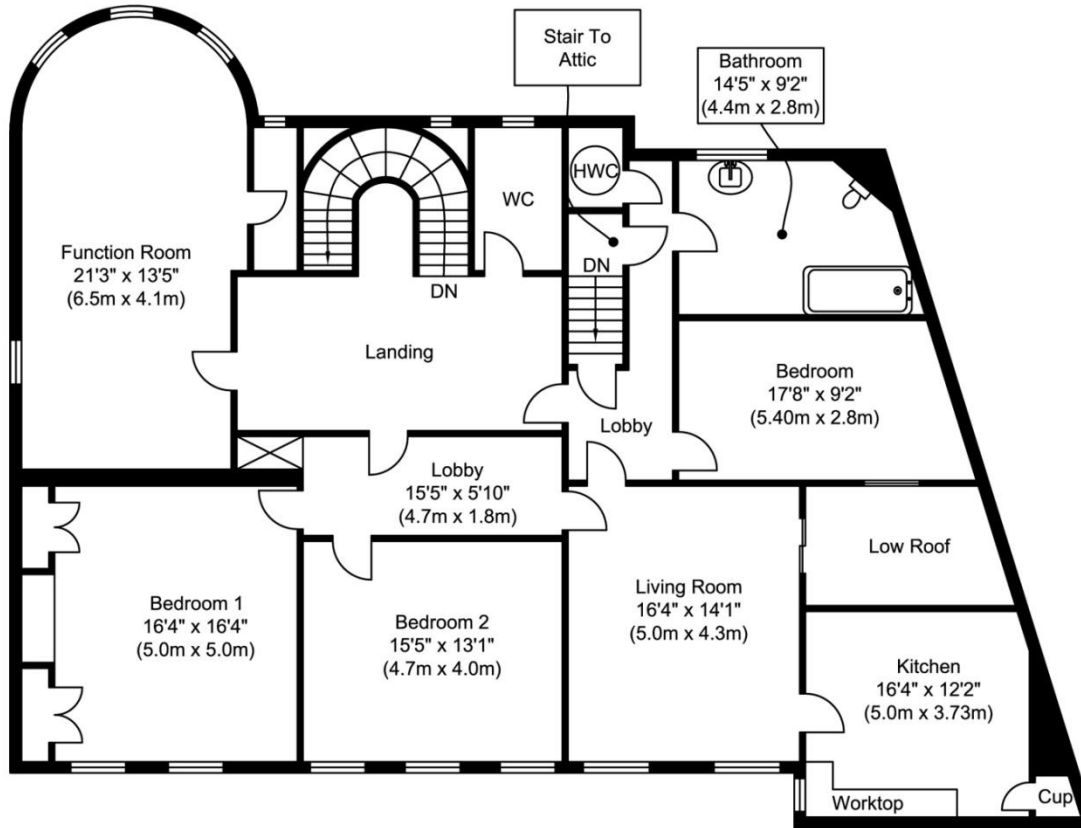 Stair To
Attic
Bathroom
14'5" x 9'2"
(4.4m x 2.8m)
HWC
WC
Function Room
21'3" x 13'5"
(6.5m x 4.1m)
DN
DN
Landing
Bedroom
17'8" x 9'2"
(5.40m x 2.8m)
Lobby
Lobby
15'5" x 5'10"
(4.7m x 1.8m)
Low Roof
Bedroom 1
16'4" x 16'4"
(5.0m x 5.0m)
Bedroom 2
15'5" x 13'1"
(4.7m x 4.0m)
Living Room
16'4" x 14'1"
(5.0m x 4.3m)
Kitchen
16'4" x 12'2"
(5.0m x 3.73m)
Worktop
Cup